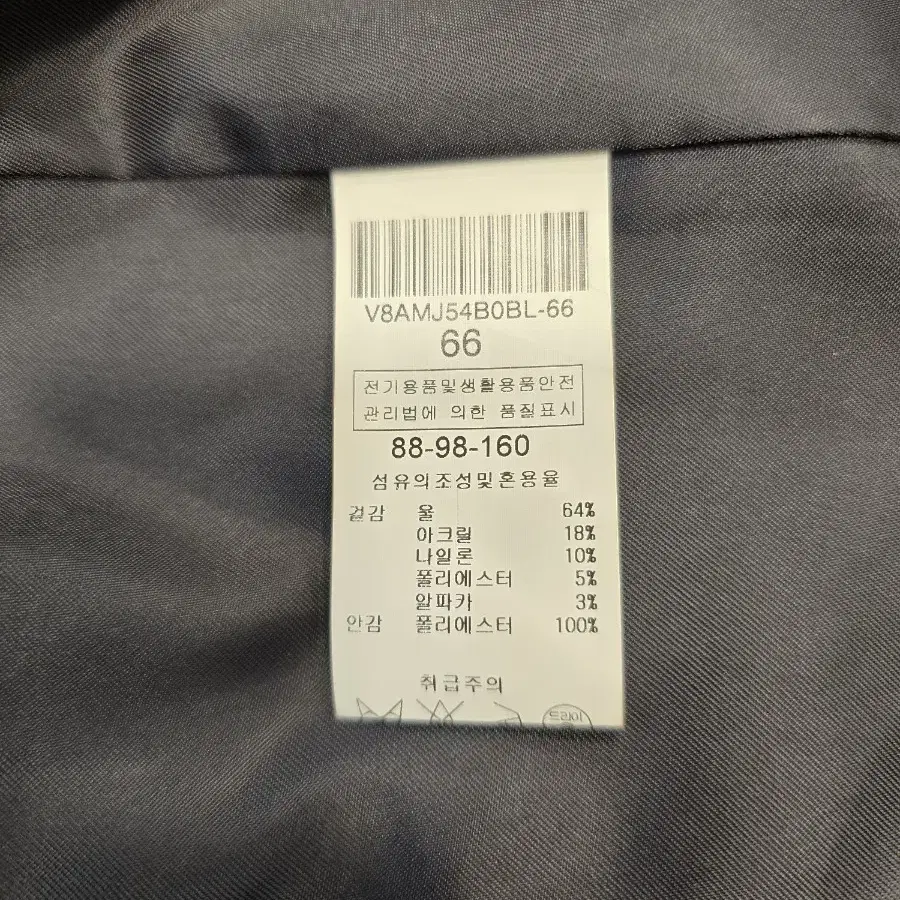 V8AMJ54B0BL-66
66
전기용품및생활용품안전
관리법에 의한 품질표시
88-98-160
섬유의조성및혼용율
겉감 울 64%
아크릴 18%
나일론 10%
폴리에스터 5%
알파카 3%
안감 폴리에스터 100%
취급주의
드라이